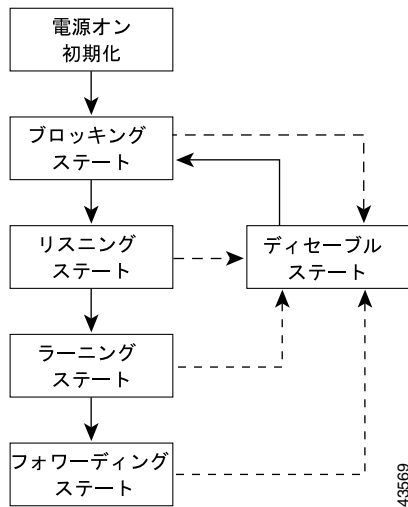 電源オン
初期化
ブロッキング
ステート
リスニング
ステート
ディセーブル
ステート
ラーニング
ステート
フォワーディング
ステート
43569